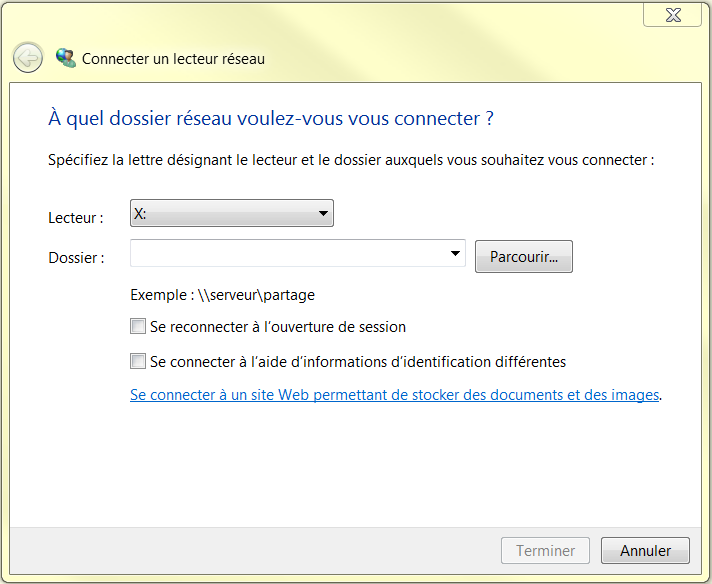 Connecter un lecteur réseau
À quel dossier réseau voulez-vous vous connecter ?
Spécifiez la lettre désignant le lecteur et le dossier auxquels vous souhaitez vous connecter :
Lecteur : X:
Dossier : Parcourir...
Exemple : \\serveur\partage
Se reconnecter à l’ouverture de session
Se connecter à l’aide d’informations d’identification différentes
Se connecter à un site Web permettant de stocker des documents et des images.
Terminer Annuler